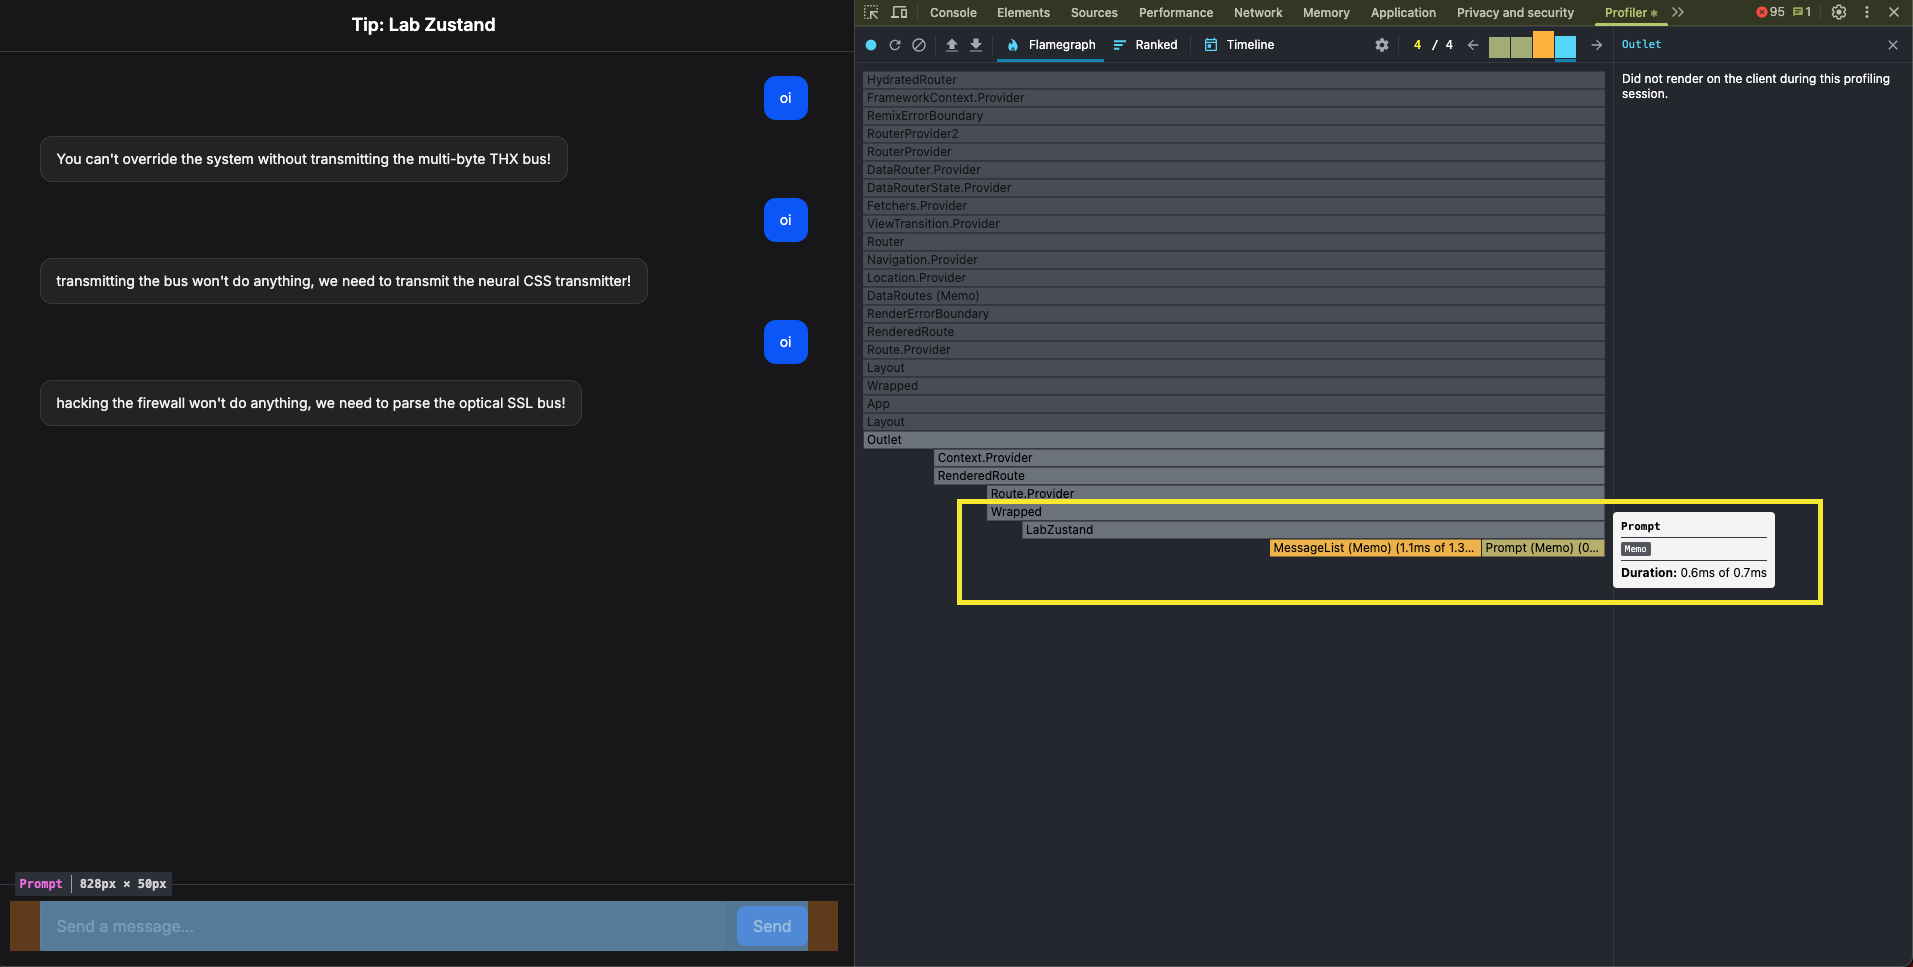 Tip: Lab Zustand
oi
You can't override the system without transmitting the multi-byte THX bus!
oi
transmitting the bus won't do anything, we need to transmit the neural CSS transmitter!
oi
hacking the firewall won't do anything, we need to parse the optical SSL bus!
Prompt 828px × 50px
Send a message...
Send
Console Elements Sources Performance Network Memory Application Privacy and security Profiler 95 1
Flamegraph Ranked Timeline 4 / 4
Outlet
Did not render on the client during this profiling
session.
HydratedRouter
FrameworkContext.Provider
RemixErrorBoundary
RouterProvider2
RouterProvider
DataRouter.Provider
DataRouterState.Provider
Fetchers.Provider
ViewTransition.Provider
Router
Navigation.Provider
Location.Provider
DataRoutes (Memo)
RenderErrorBoundary
RenderedRoute
Route.Provider
Layout
Wrapped
App
Layout
Outlet
Context.Provider
RenderedRoute
Route.Provider
Wrapped
LabZustand
MessageList (Memo) (1.1ms of 1.3... Prompt (Memo) (0...
Prompt
Memo
Duration: 0.6ms of 0.7ms